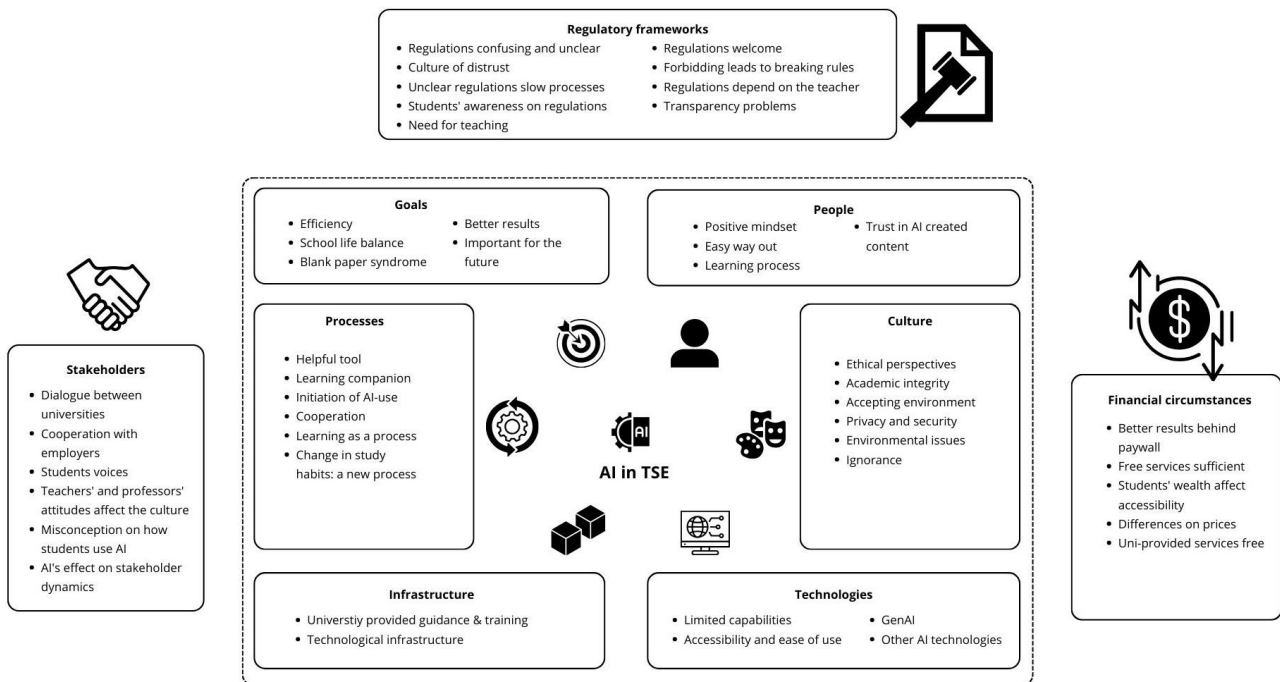 Regulatory frameworks
• Regulations confusing and unclear
• Culture of distrust
• Unclear regulations slow processes
• Students' awareness on regulations
• Need for teaching
• Regulations welcome
• Forbidding leads to breaking rules
• Regulations depend on the teacher
• Transparency problems
Goals
• Efficiency
• School life balance
• Blank paper syndrome
• Better results
• Important for the
future
People
• Positive mindset
• Easy way out
• Learning process
• Trust in AI created
content
Stakeholders
• Dialogue between
universities
• Cooperation with
employers
• Students voices
• Teachers' and professors'
attitudes affect the culture
• Misconception on how
students use AI
• AI's effect on stakeholder
dynamics
Processes
• Helpful tool
• Learning companion
• Initiation of AI-use
• Cooperation
• Learning as a process
• Change in study
habits: a new process
AI
AI in TSE
Culture
• Ethical perspectives
• Academic integrity
• Accepting environment
• Privacy and security
• Environmental issues
• Ignorance
$
Financial circumstances
• Better results behind
paywall
• Free services sufficient
• Students' wealth affect
accessibility
• Differences on prices
• Uni-provided services free
Infrastructure
• Universtiy provided guidance & training
• Technological infrastructure
Technologies
• Limited capabilities
• Accessibility and ease of use
• GenAI
• Other AI technologies